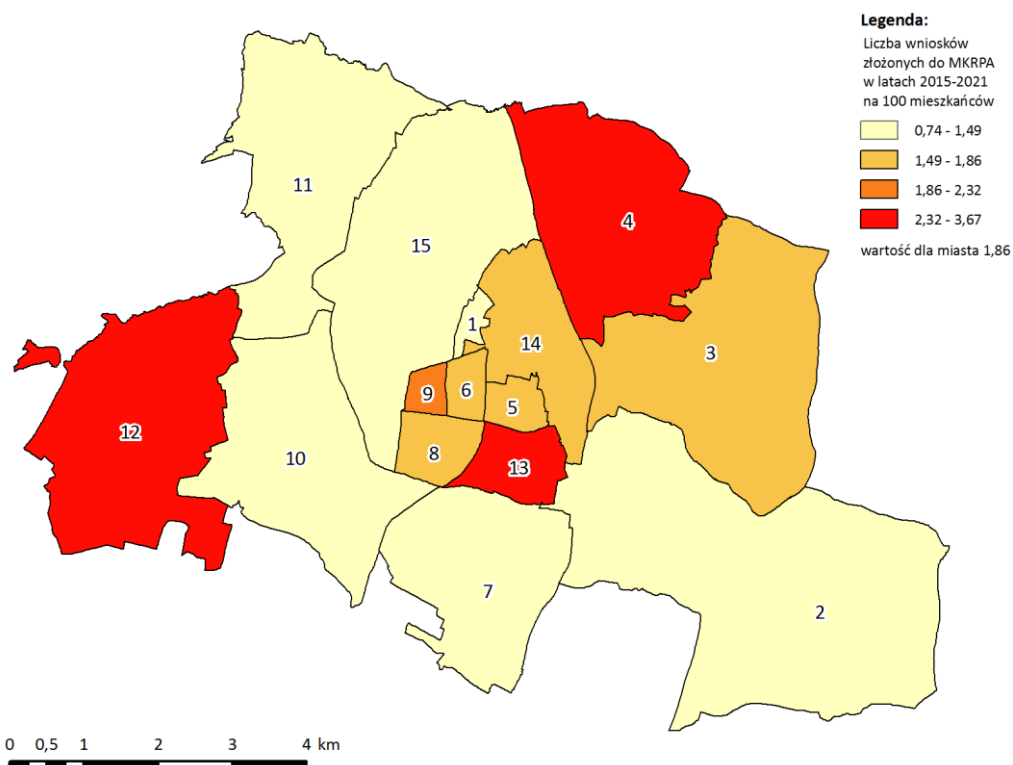 Legenda:
Liczba wniosków
złożonych do MKRPA
w latach 2015-2021
na 100 mieszkańców
0,74 - 1,49
1,49 - 1,86
1,86 - 2,32
2,32 - 3,67
wartość dla miasta 1,86
11
4
15
1
14
3
9
6
5
12
8
13
10
7
2
0 0,5 1 2 3 4 km